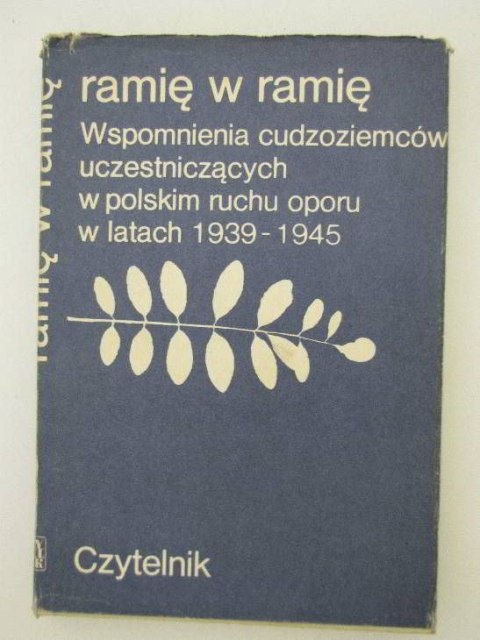 ramię w ramię
Wspomnienia cudzoziemców
uczestniczących
w polskim ruchu oporu
w latach 1939-1945
Czytelnik
ramię w ramię